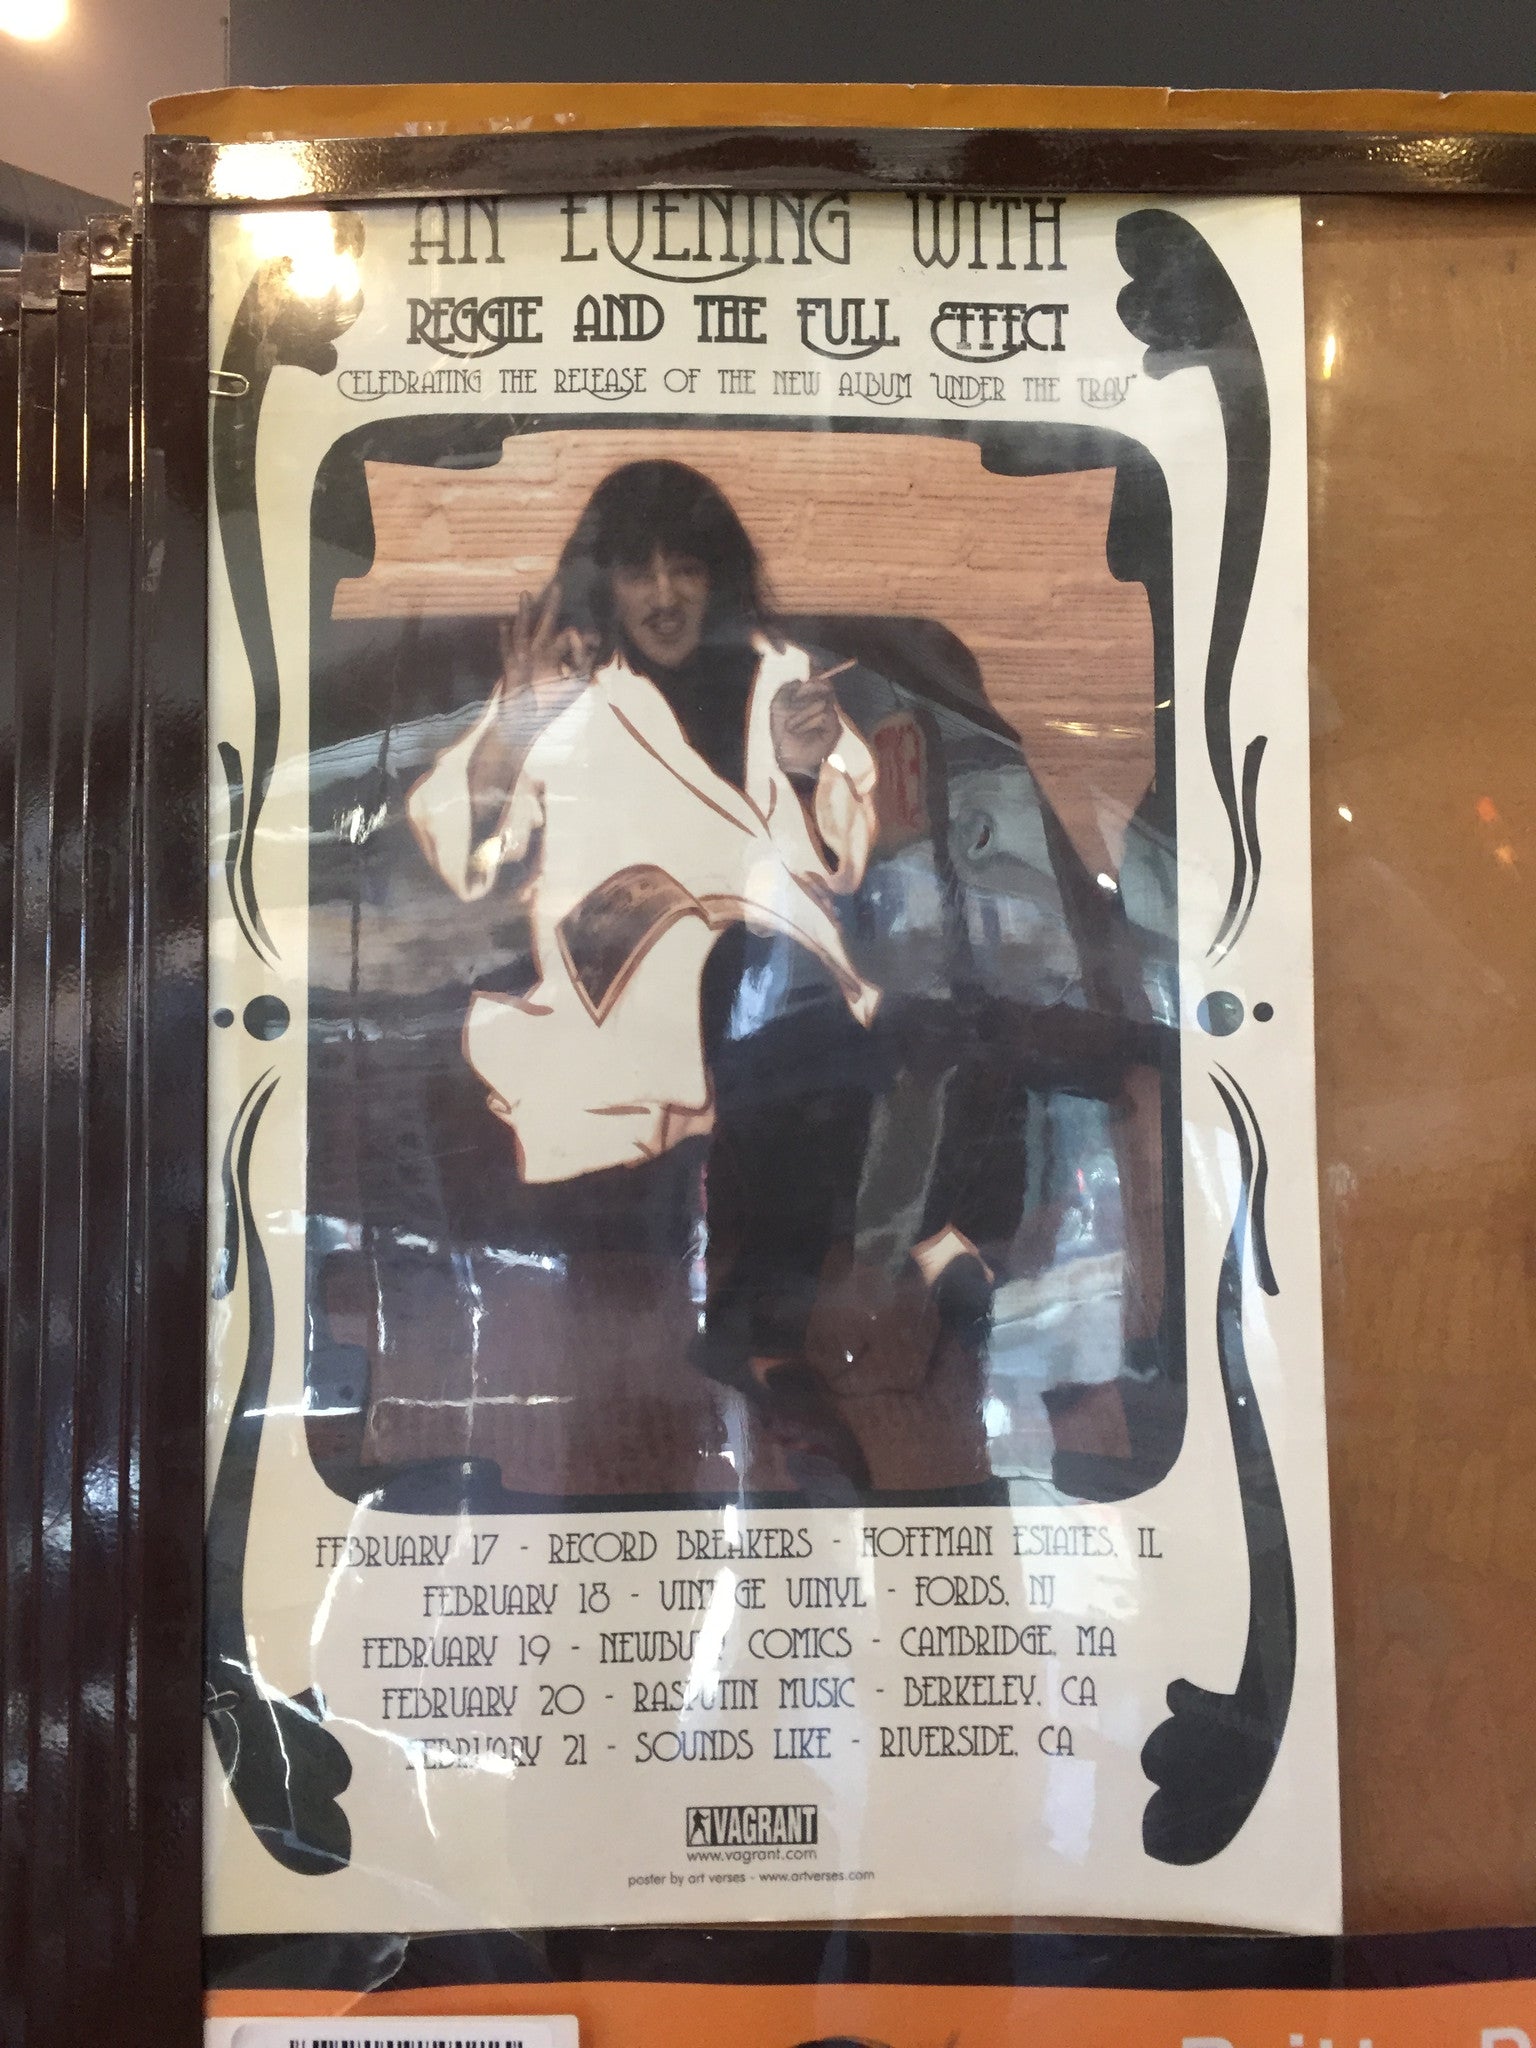 AN EVENING WITH
REGGIE AND THE FULL EFFECT
CELEBRATING THE RELEASE OF THE NEW ALBUM "UNDER THE TRAY"
FEBRUARY 17 - RECORD BREAKERS - HOFFMAN ESTATES, IL
FEBRUARY 18 - VINTAGE VINYL - FORDS, NJ
FEBRUARY 19 - NEWBURY COMICS - CAMBRIDGE, MA
FEBRUARY 20 - RASPUTIN MUSIC - BERKELEY, CA
FEBRUARY 21 - SOUNDS LIKE - RIVERSIDE, CA
VAGRANT
www.vagrant.com
poster by art verses - www.artverses.com